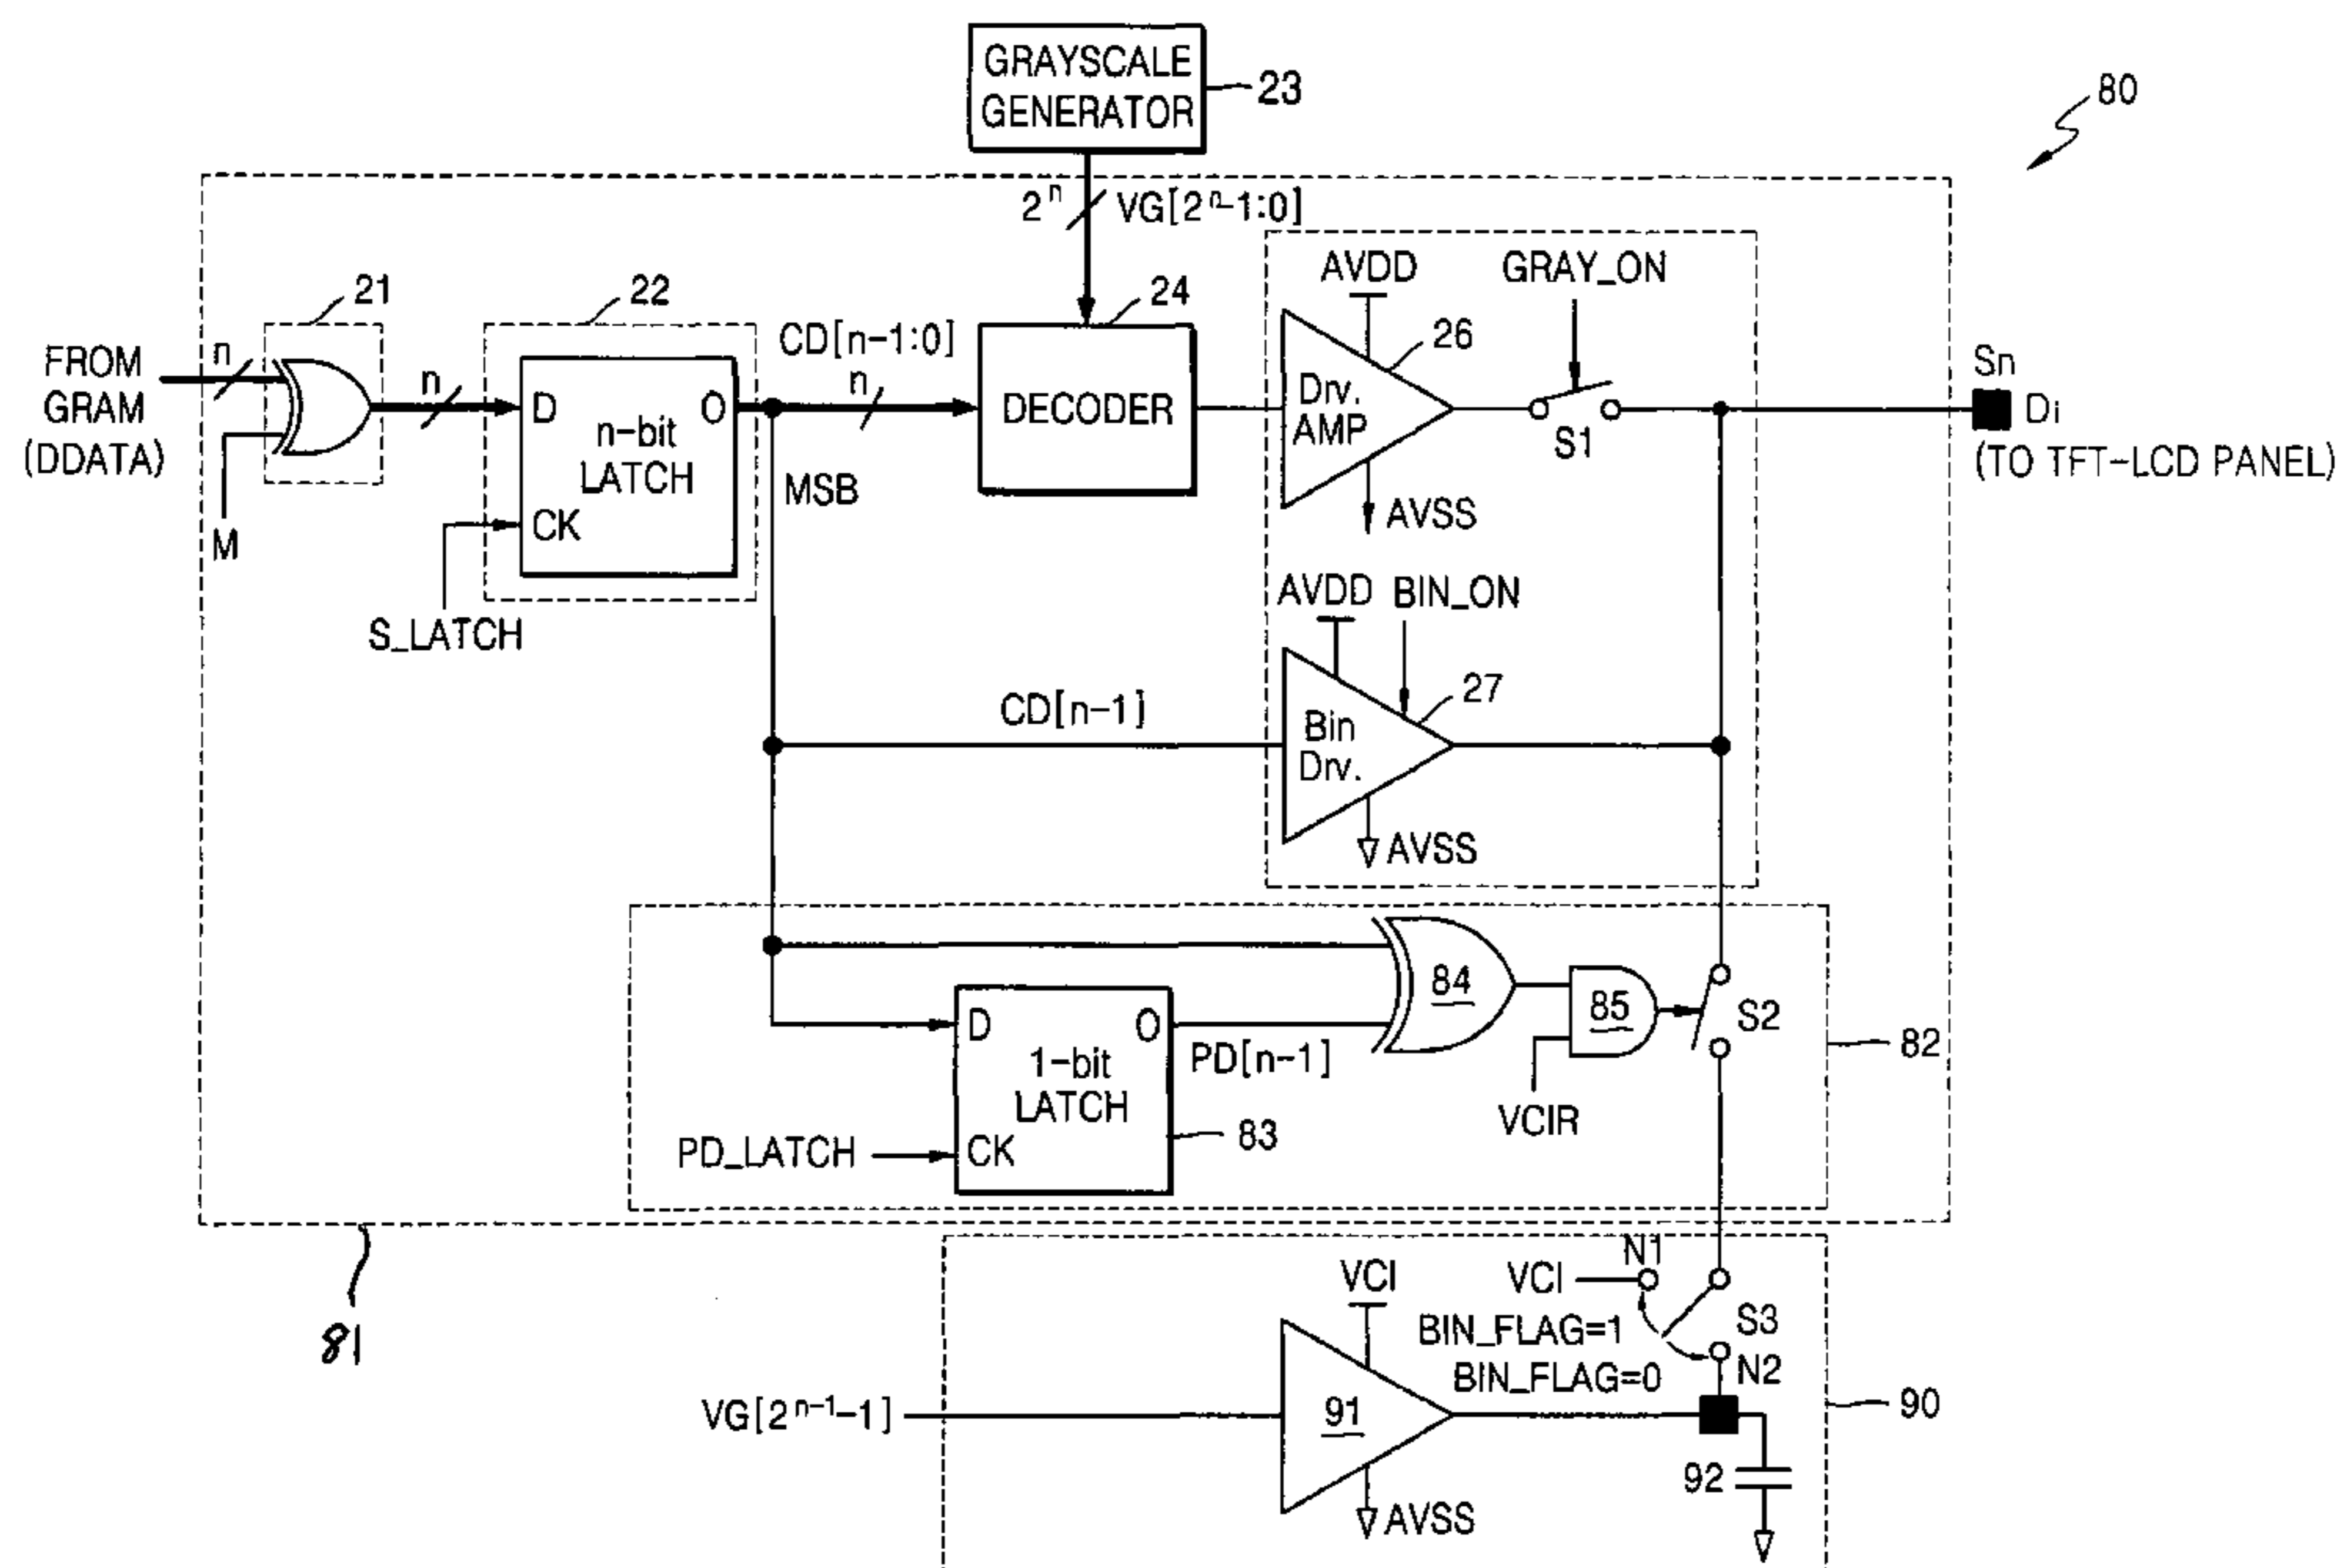 GRAYSCALE
GENERATOR
23
80
2ⁿ
VG[2ⁿ-1:0]
21
22
24
AVDD
GRAY_ON
26
FROM
GRAM
(DDATA)
n
n
D
O
n-bit
LATCH
CK
CD[n-1:0]
n
DECODER
Drv.
AMP
S1
Sn
Di
(TO TFT-LCD PANEL)
M
S_LATCH
MSB
AVSS
AVDD
BIN_ON
27
CD[n-1]
Bin
Drv.
AVSS
84
85
S2
82
D
O
1-bit
LATCH
CK
PD[n-1]
VCIR
PD_LATCH
83
81
VCI
VCI
N1
S3
BIN_FLAG=1
BIN_FLAG=0
N2
90
VG[2ⁿ⁻¹-1]
91
92
AVSS